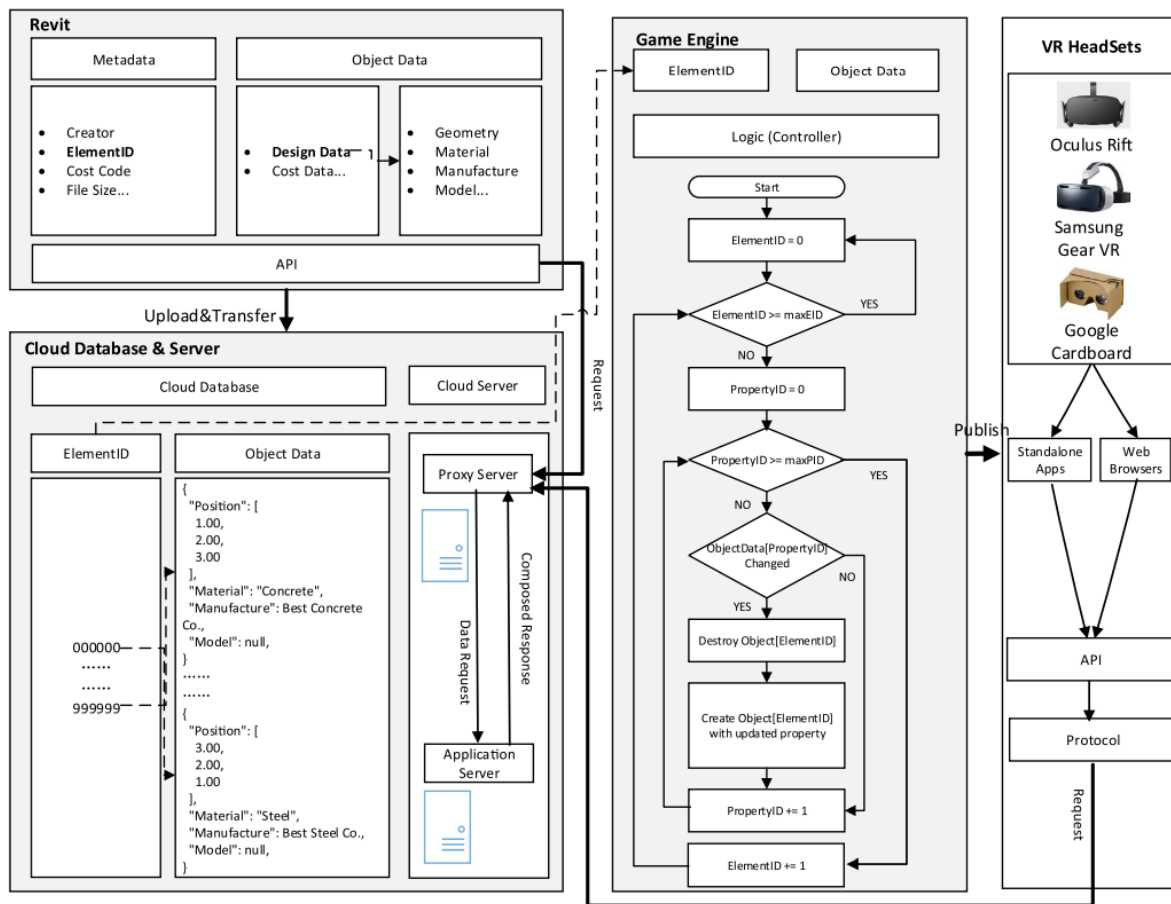 Revit
Metadata
Object Data
• Creator
• ElementID
• Cost Code
• File Size...
• Design Data
• Cost Data...
• Geometry
• Material
• Manufacture
• Model...
API
Upload&Transfer
Request
Cloud Database & Server
Cloud Database
Cloud Server
ElementID
Object Data
000000
......
......
999999
{
"Position": [
1.00,
2.00,
3.00
],
"Material": "Concrete",
"Manufacture": Best Concrete
Co.,
"Model": null,
}
......
......
{
"Position": [
3.00,
2.00,
1.00
],
"Material": "Steel",
"Manufacture": Best Steel Co.,
"Model": null,
}
Proxy Server
Data Request
Composed Response
Application
Server
Game Engine
ElementID
Object Data
Logic (Controller)
Start
ElementID = 0
ElementID >= maxEID
YES
NO
PropertyID = 0
PropertyID >= maxPID
YES
NO
ObjectData[PropertyID]
Changed
NO
YES
Destroy Object[ElementID]
Create Object[ElementID]
with updated property
PropertyID += 1
ElementID += 1
Publish
VR HeadSets
Oculus Rift
Samsung
Gear VR
Google
Cardboard
Standalone
Apps
Web
Browsers
API
Protocol
Request